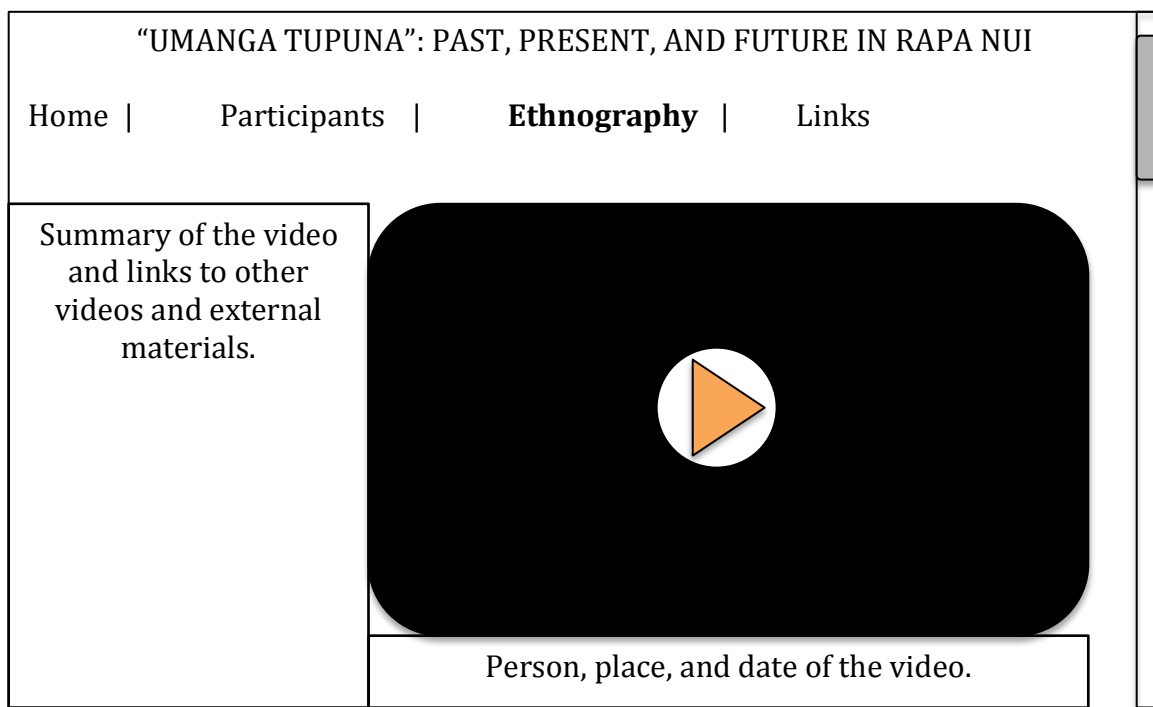 “UMANGA TUPUNA”: PAST, PRESENT, AND FUTURE IN RAPA NUI
Home | Participants | Ethnography | Links
Summary of the video
and links to other
videos and external
materials.
Person, place, and date of the video.